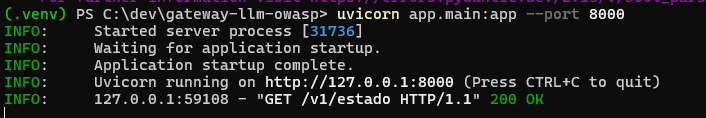 (.venv) PS C:\dev\gateway-llm-owasp> uvicorn app.main:app --port 8000
INFO:     Started server process [31736]
INFO:     Waiting for application startup.
INFO:     Application startup complete.
INFO:     Uvicorn running on http://127.0.0.1:8000 (Press CTRL+C to quit)
INFO:     127.0.0.1:59108 - "GET /v1/estado HTTP/1.1" 200 OK